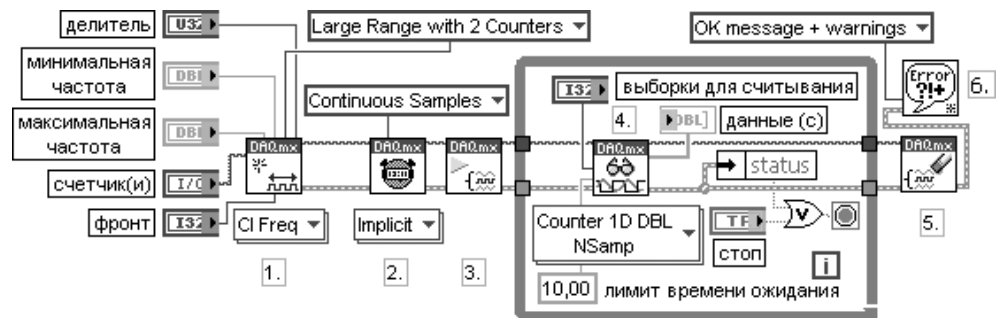 делитель
U32
Large Range with 2 Counters
OK message + warnings
минимальная
частота
DBL
Continuous Samples
I32
выборки для считывания
Error
?!+
6.
максимальная
частота
DBL
4.
DBL]
данные (с)
DAQmx
DAQmx
DAQmx
DAQmx
DAQmx
счетчик(и)
I/O
status
фронт
I32
CI Freq
Implicit
Counter 1D DBL
NSamp
TF
V
5.
стоп
1.
2.
3.
i
10,00
лимит времени ожидания